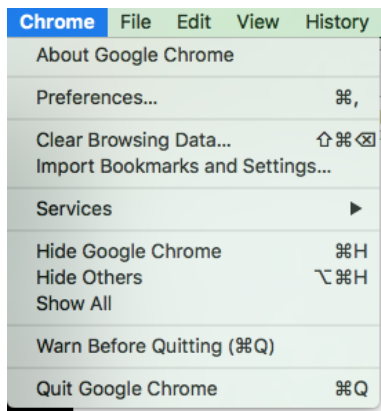 Chrome File Edit View History
About Google Chrome
Preferences... ⌘,
Clear Browsing Data... ⇧⌘⌫
Import Bookmarks and Settings...
Services ▶
Hide Google Chrome ⌘H
Hide Others ⌥⌘H
Show All
Warn Before Quitting (⌘Q)
Quit Google Chrome ⌘Q